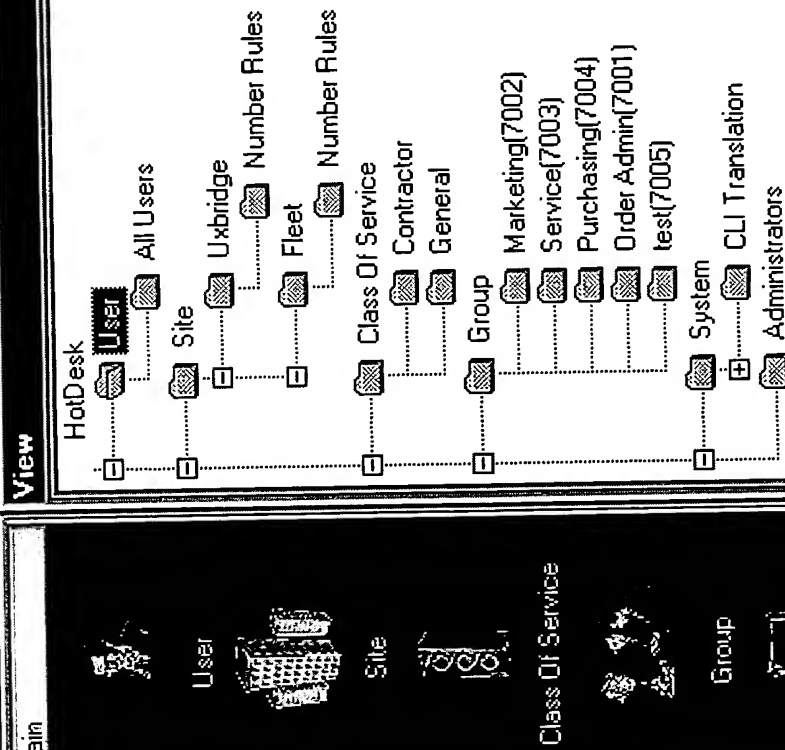 View
HotDesk
User
All Users
Site
Uxbridge
Number Rules
Fleet
Number Rules
Class Of Service
Contractor
General
Group
Marketing(7002)
Service(7003)
Purchasing(7004)
Order Admin(7001)
test(7005)
System
CLI Translation
Administrators
ain
User
Site
Class Of Service
Group